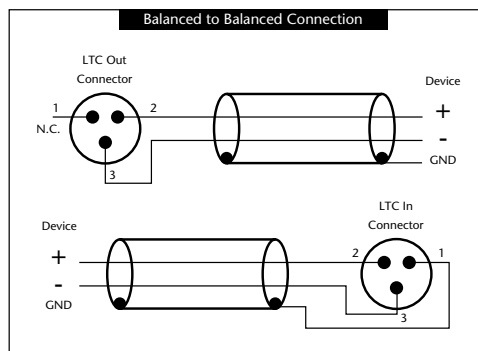 Balanced to Balanced Connection
LTC Out
Connector
Device
1
2
+
N.C.
-
GND
3
LTC In
Connector
Device
2
1
+
-
GND
3